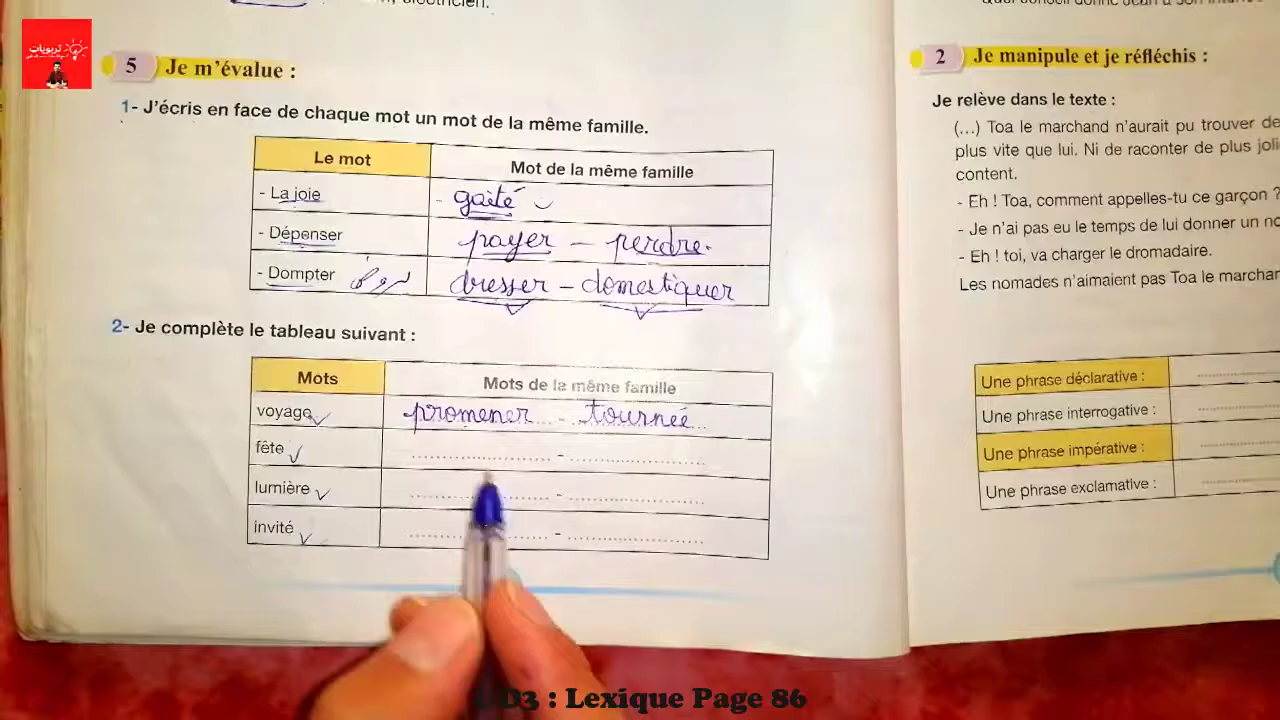 électricien.
تربويات
5 Je m'évalue :
1- J'écris en face de chaque mot un mot de la même famille.
Le mot Mot de la même famille
- La joie - gaité
- Dépenser payer - perdre.
- Dompter dresser - domestiquer
2- Je complète le tableau suivant :
Mots Mots de la même famille
voyage promener - tournée
fête ........ - ........
lumière ........ - ........
invité ........ - ........
2 Je manipule et je réfléchis :
Je relève dans le texte :
(…) Toa le marchand n'aurait pu trouver de
plus vite que lui. Ni de raconter de plus joli
content.
- Eh ! Toa, comment appelles-tu ce garçon ?
- Je n'ai pas eu le temps de lui donner un no
- Eh ! toi, va charger le dromadaire.
Les nomades n'aimaient pas Toa le marchan
Une phrase déclarative : ........
Une phrase interrogative : ........
Une phrase impérative : ........
Une phrase exclamative : ........
D3 : Lexique Page 86